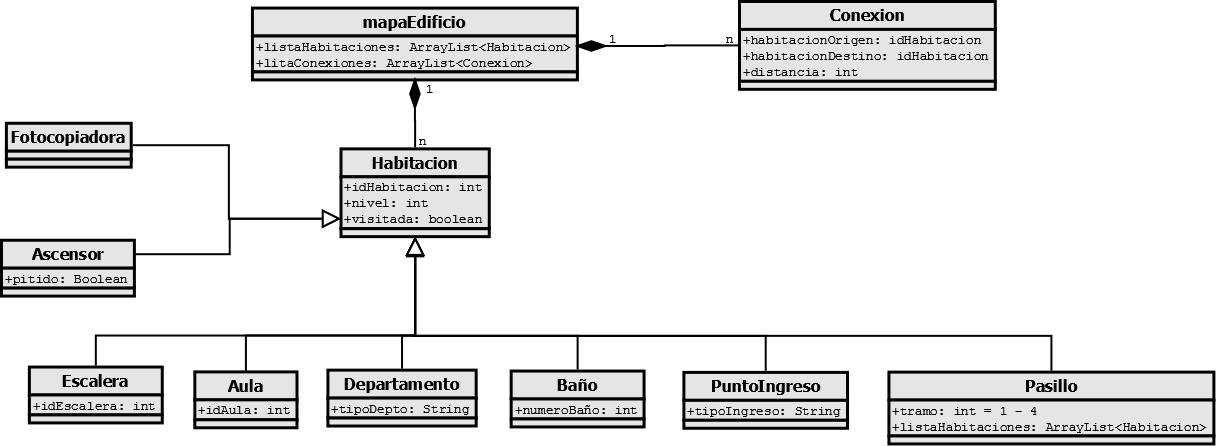 mapaEdificio
+listaHabitaciones: ArrayList<Habitacion>
+litaConexiones: ArrayList<Conexion>
1
n
Conexion
+habitacionOrigen: idHabitacion
+habitacionDestino: idHabitacion
+distancia: int
1
n
Fotocopiadora
Habitacion
+idHabitacion: int
+nivel: int
+visitada: boolean
Ascensor
+pitido: Boolean
Escalera
+idEscalera: int
Aula
+idAula: int
Departamento
+tipoDepto: String
Baño
+numeroBaño: int
PuntoIngreso
+tipoIngreso: String
Pasillo
+tramo: int = 1 - 4
+listaHabitaciones: ArrayList<Habitacion>